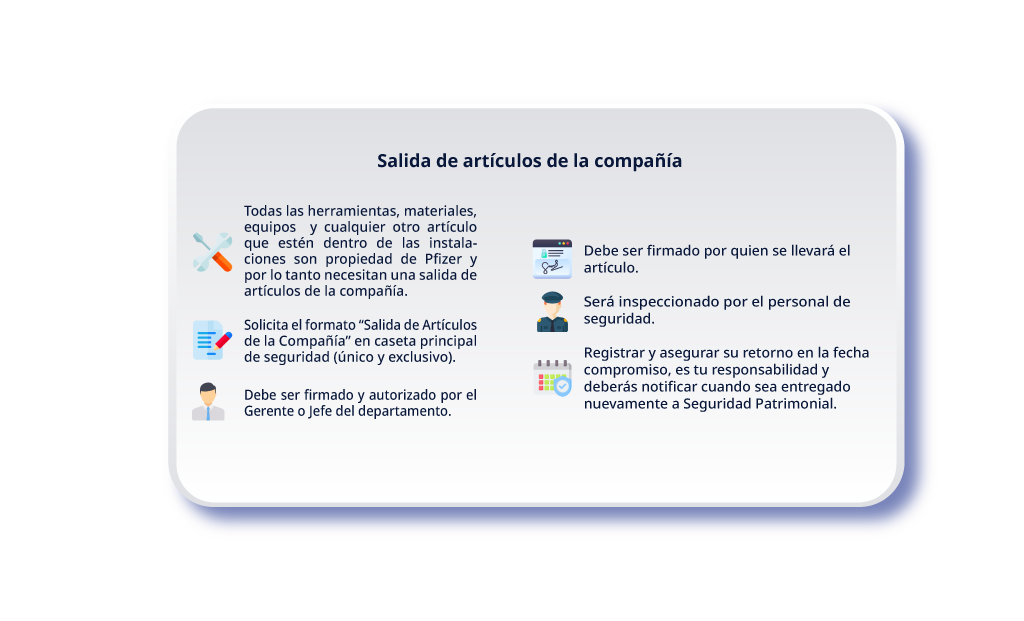 Salida de artículos de la compañía
Todas las herramientas, materiales,
equipos  y cualquier otro artículo
que estén dentro de las instala-
ciones son propiedad de Pfizer y
por lo tanto necesitan una salida de
artículos de la compañía.
Solicita el formato “Salida de Artículos
de la Compañía” en caseta principal
de seguridad (único y exclusivo).
Debe ser firmado y autorizado por el
Gerente o Jefe del departamento.
Debe ser firmado por quien se llevará el
artículo.
Será inspeccionado por el personal de
seguridad.
Registrar y asegurar su retorno en la fecha
compromiso, es tu responsabilidad y
deberás notificar cuando sea entregado
nuevamente a Seguridad Patrimonial.